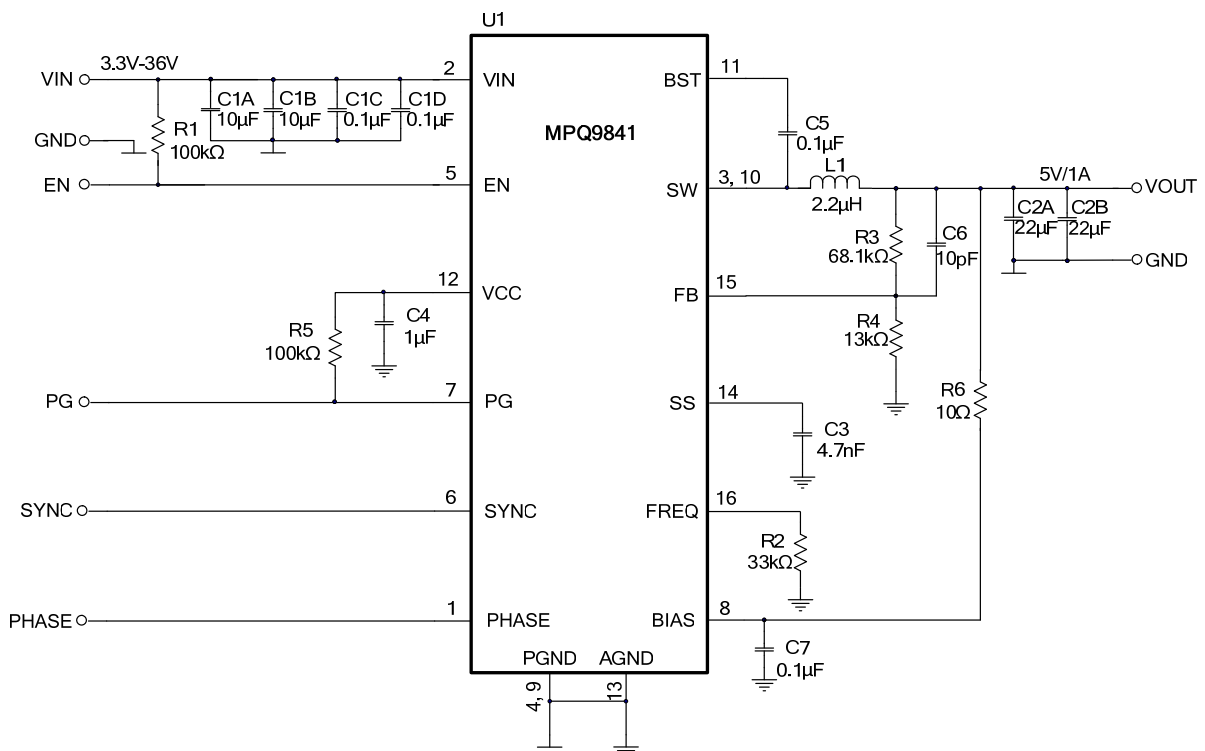 U1
VIN
3.3V-36V
2
VIN
BST
11
C1A
10µF
C1B
10µF
C1C
0.1µF
C1D
0.1µF
R1
100kΩ
GND
MPQ9841
C5
0.1µF
EN
5
EN
SW
3, 10
L1
2.2µH
5V/1A
VOUT
C2A
22µF
C2B
22µF
R3
68.1kΩ
C6
10pF
GND
12
VCC
FB
15
R5
100kΩ
C4
1µF
R4
13kΩ
PG
7
PG
SS
14
C3
4.7nF
R6
10Ω
SYNC
6
SYNC
FREQ
16
R2
33kΩ
PHASE
1
PHASE
BIAS
8
C7
0.1µF
PGND
AGND
4, 9
13